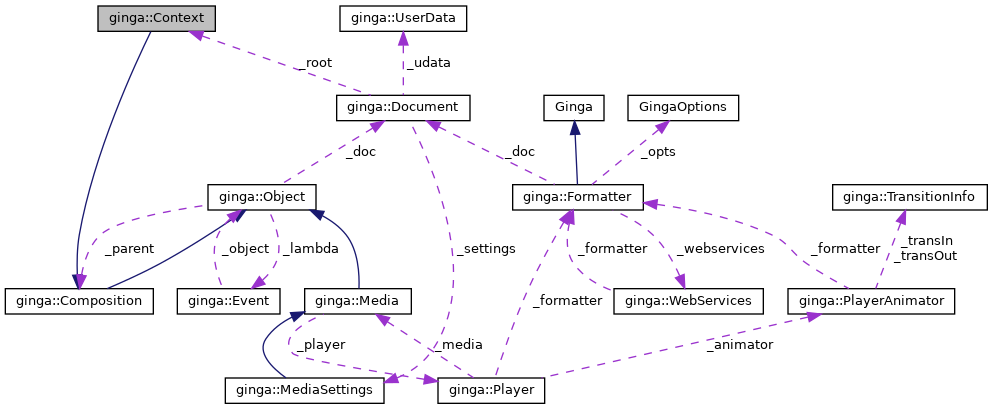 ginga::Context
ginga::UserData
_root
_udata
ginga::Document
Ginga
GingaOptions
_doc
_doc
_opts
ginga::Object
ginga::Formatter
ginga::TransitionInfo
_parent
_object
_lambda
_settings
_formatter
_webservices
_formatter
_transIn
_transOut
ginga::Composition
ginga::Event
ginga::Media
_formatter
ginga::WebServices
ginga::PlayerAnimator
_player
_media
_animator
ginga::MediaSettings
ginga::Player